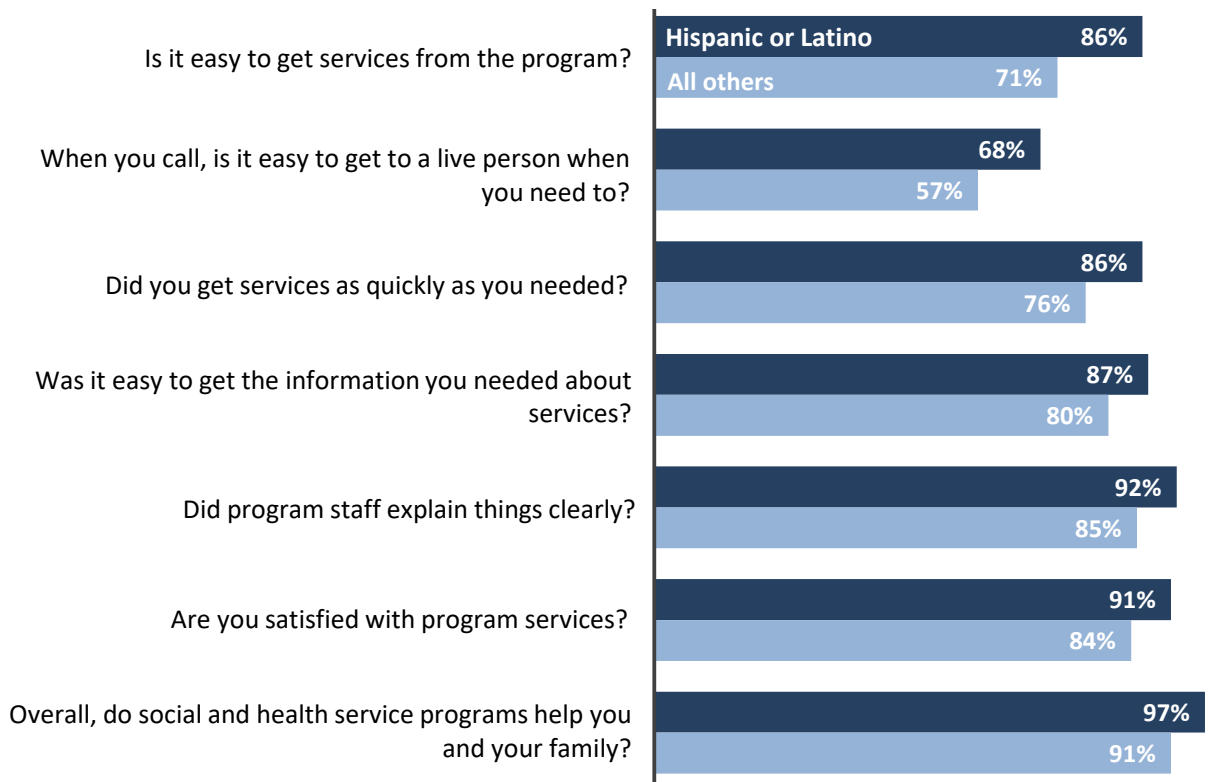 Is it easy to get services from the program?
Hispanic or Latino 86%
All others 71%
When you call, is it easy to get to a live person when
you need to?
68%
57%
Did you get services as quickly as you needed?
86%
76%
Was it easy to get the information you needed about
services?
87%
80%
Did program staff explain things clearly?
92%
85%
Are you satisfied with program services?
91%
84%
Overall, do social and health service programs help you
and your family?
97%
91%